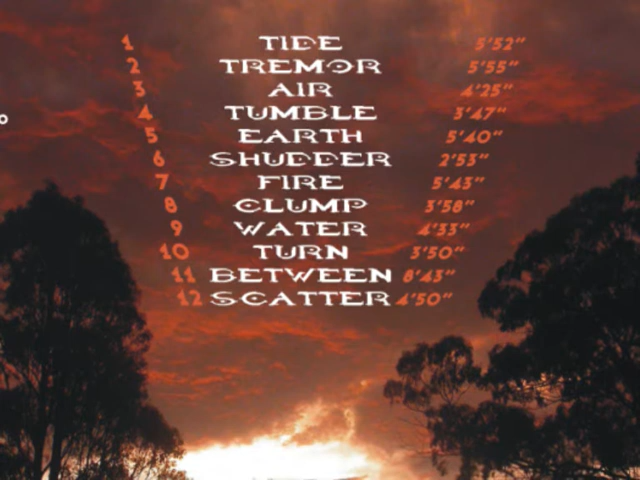 1 TIDE 5'52"
2 TREMOR 5'55"
3 AIR 4'25"
4 TUMBLE 3'47"
5 EARTH 5'40"
6 SHUDDER 2'53"
7 FIRE 5'43"
8 CLUMP 3'58"
9 WATER 4'33"
10 TURN 3'50"
11 BETWEEN 8'43"
12 SCATTER 4'50"